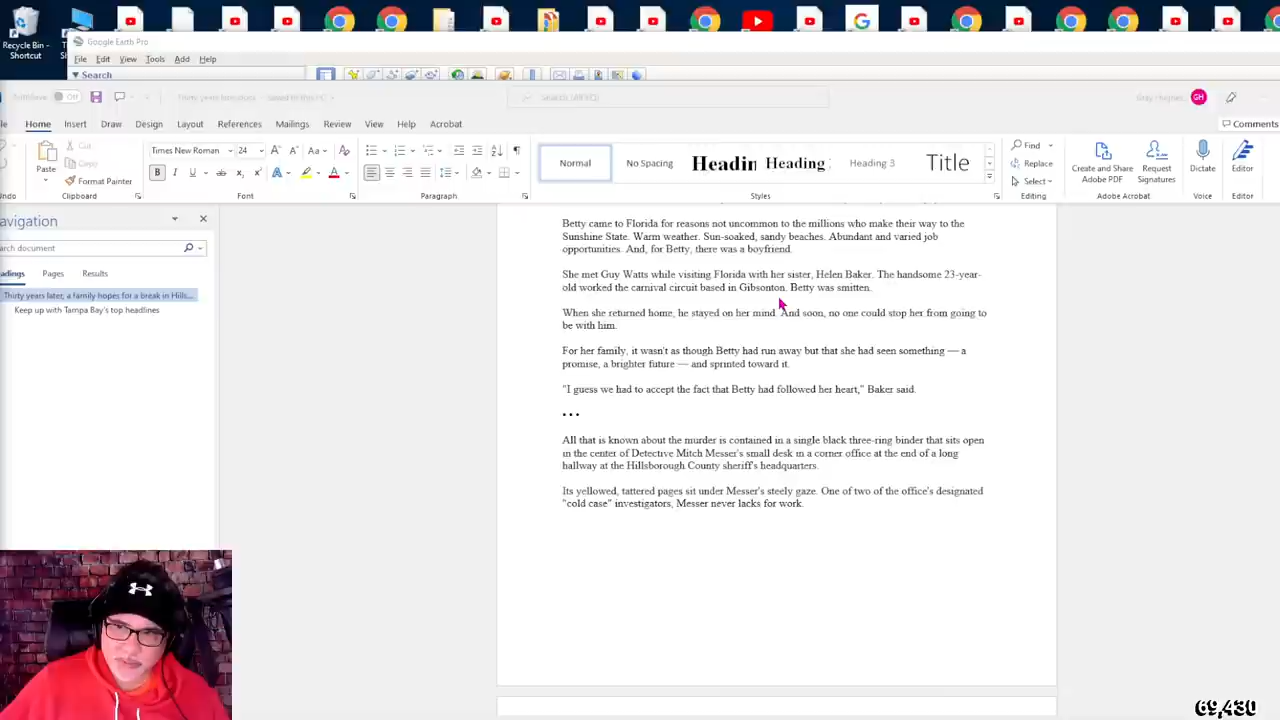 Recycle Bin -
Shortcut
Google Earth Pro
File Edit View Tools Add Help
Search
AutoSave Off
Search (Alt+Q)
Gray Hughes GH
Home Insert Draw Design Layout References Mailings Review View Help Acrobat
Comments
Paste
Cut
Copy
Format Painter
Times New Roman 24
Normal
No Spacing
Headin
Heading
Heading 3
Title
Find
Replace
Select
Create and Share
Adobe PDF
Request
Signatures
Dictate
Editor
Undo Clipboard Font Paragraph Styles Editing Adobe Acrobat Voice Editor
avigation
arch document
adings Pages Results
Thirty years later, a family hopes for a break in Hills...
Keep up with Tampa Bay's top headlines
Betty came to Florida for reasons not uncommon to the millions who make their way to the
Sunshine State. Warm weather. Sun-soaked, sandy beaches. Abundant and varied job
opportunities. And, for Betty, there was a boyfriend.
She met Guy Watts while visiting Florida with her sister, Helen Baker. The handsome 23-year-
old worked the carnival circuit based in Gibsonton. Betty was smitten.
When she returned home, he stayed on her mind. And soon, no one could stop her from going to
be with him.
For her family, it wasn't as though Betty had run away but that she had seen something — a
promise, a brighter future — and sprinted toward it.
"I guess we had to accept the fact that Betty had followed her heart," Baker said.
• • •
All that is known about the murder is contained in a single black three-ring binder that sits open
in the center of Detective Mitch Messer's small desk in a corner office at the end of a long
hallway at the Hillsborough County sheriff's headquarters.
Its yellowed, tattered pages sit under Messer's steely gaze. One of two of the office's designated
"cold case" investigators, Messer never lacks for work.
69,430